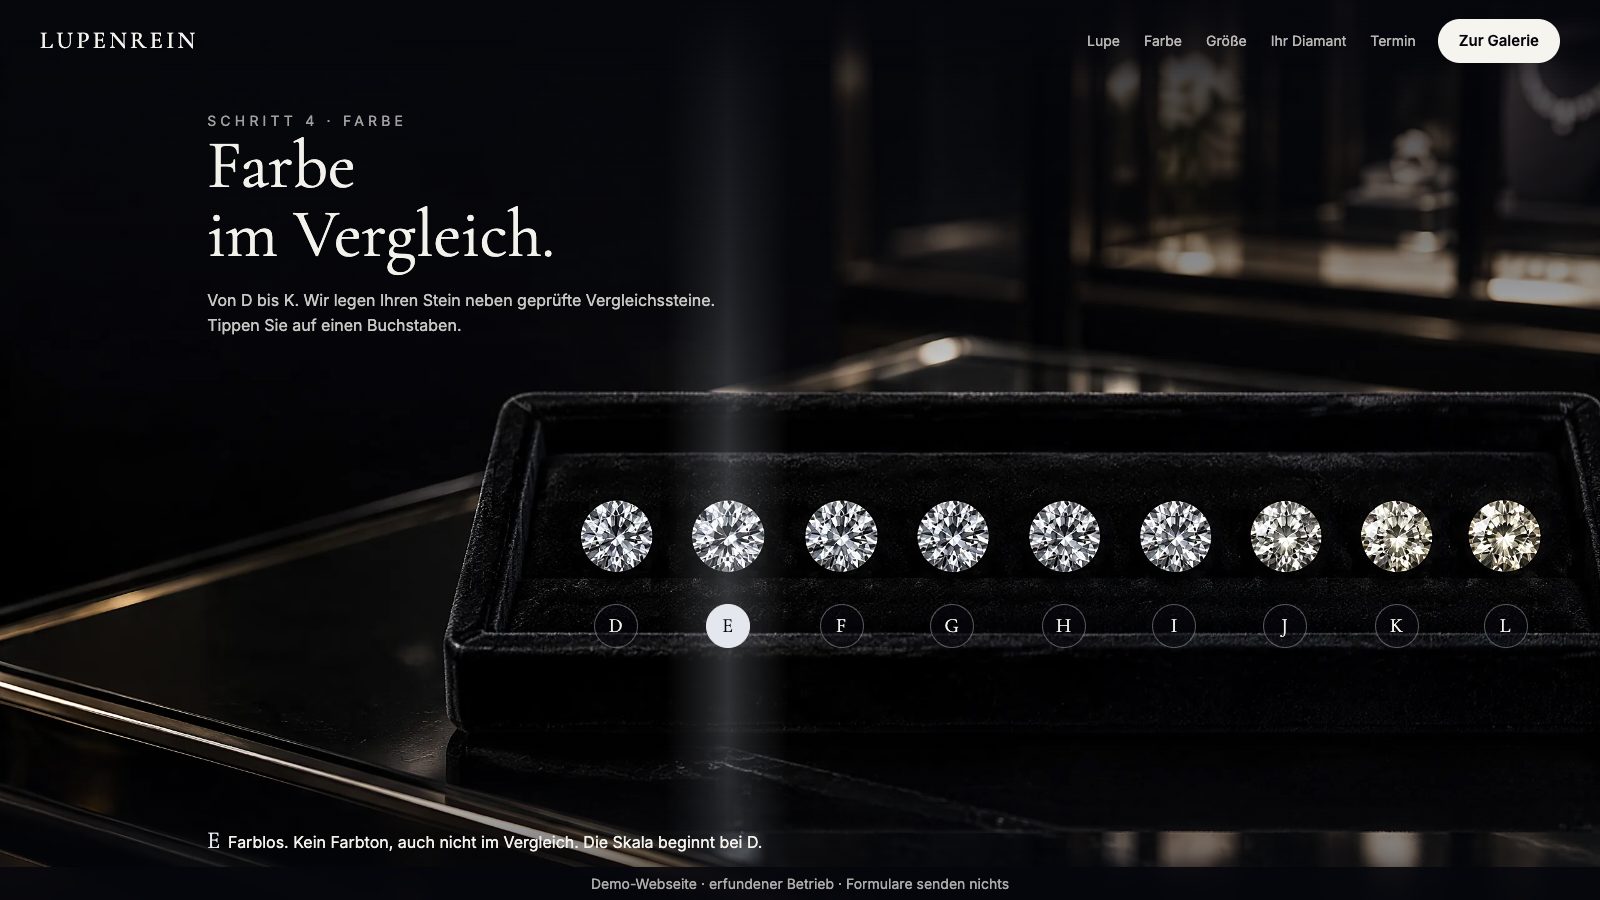 LUPENREIN
Lupe Farbe Größe Ihr Diamant Termin Zur Galerie
SCHRITT 4 · FARBE
Farbe
im Vergleich.
Von D bis K. Wir legen Ihren Stein neben geprüfte Vergleichssteine.
Tippen Sie auf einen Buchstaben.
D E F G H I J K L
E Farblos. Kein Farbton, auch nicht im Vergleich. Die Skala beginnt bei D.
Demo-Webseite · erfundener Betrieb · Formulare senden nichts